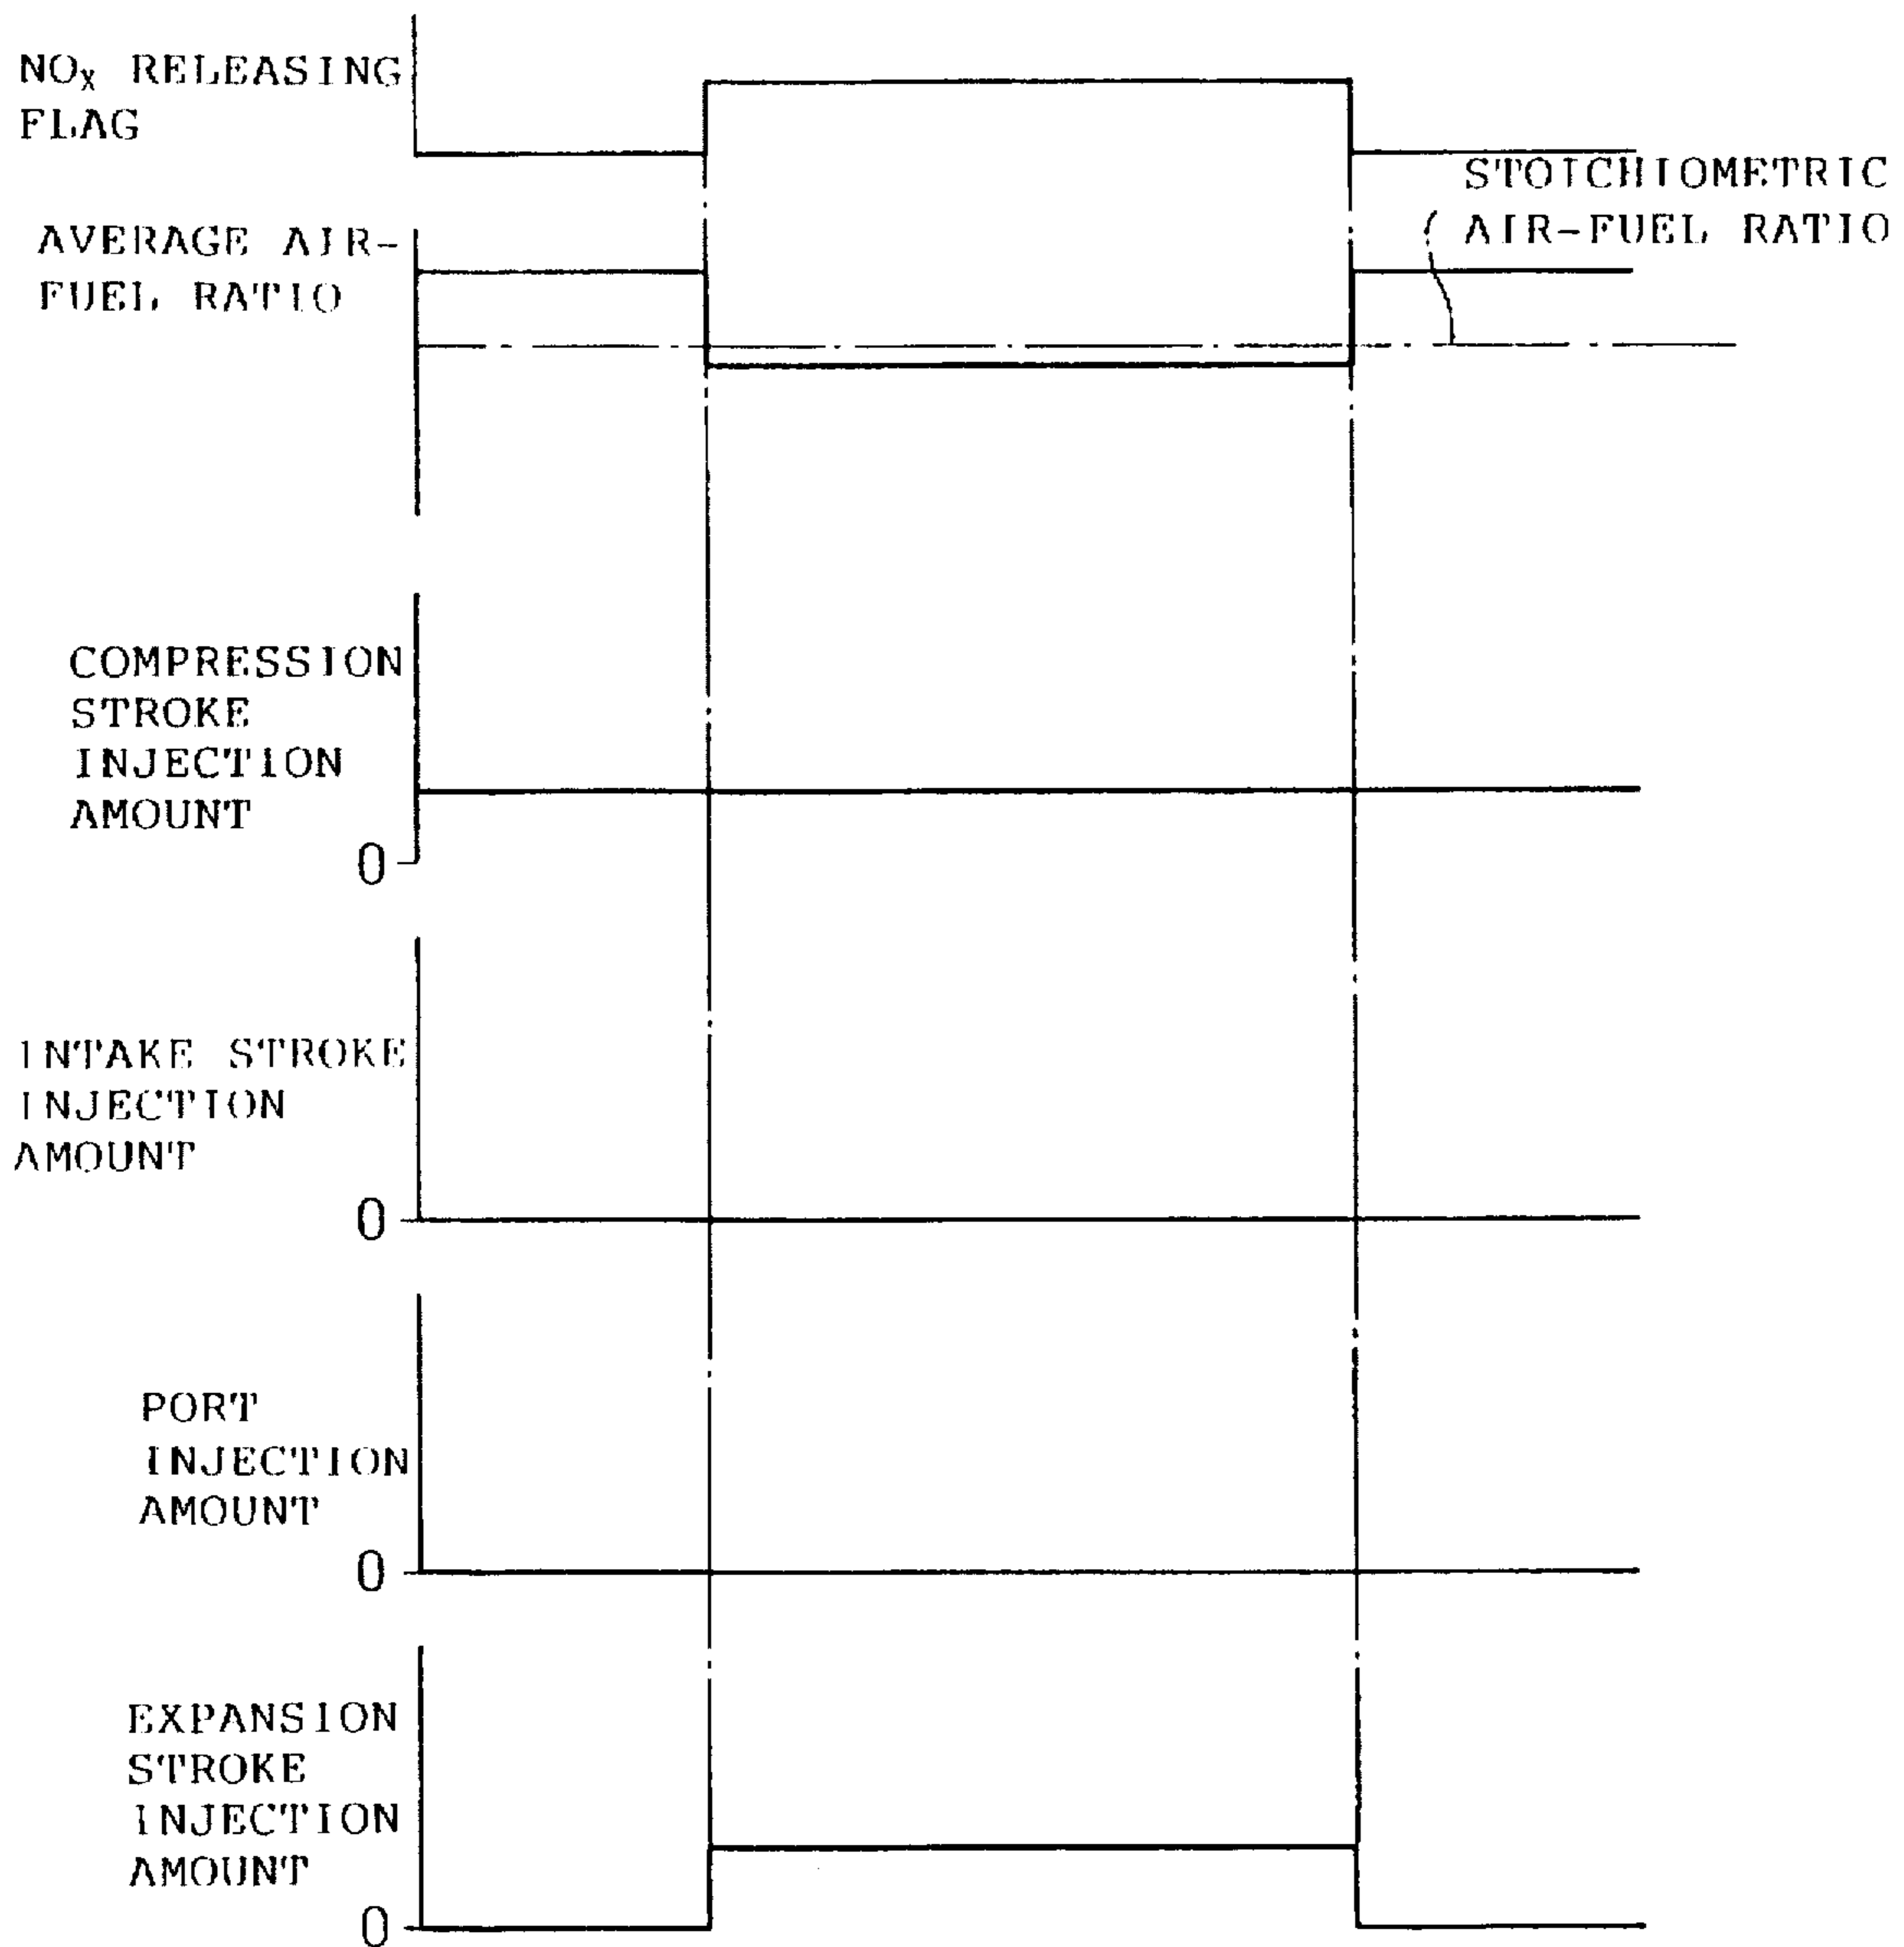 NOx RELEASING
FLAG
STOICHIOMETRIC
AIR-FUEL RATIO
AVERAGE AIR-
FUEL RATIO
COMPRESSION
STROKE
INJECTION
AMOUNT
0
INTAKE STROKE
INJECTION
AMOUNT
0
PORT
INJECTION
AMOUNT
0
EXPANSION
STROKE
INJECTION
AMOUNT
0